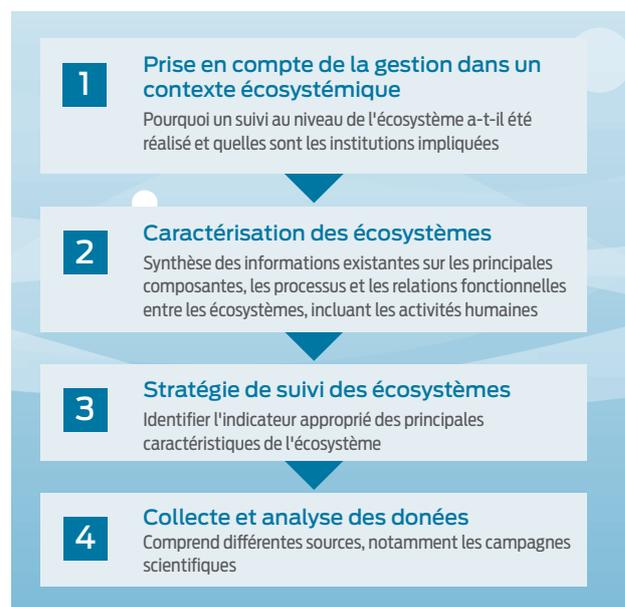 1
Prise en compte de la gestion dans un
contexte écosystémique
Pourquoi un suivi au niveau de l'écosystème a-t-il été
réalisé et quelles sont les institutions impliquées
2
Caractérisation des écosystèmes
Synthèse des informations existantes sur les principales
composantes, les processus et les relations fonctionnelles
entre les écosystèmes, incluant les activités humaines
3
Stratégie de suivi des écosystèmes
Identifier l'indicateur approprié des principales
caractéristiques de l'écosystème
4
Collecte et analyse des donées
Comprend différentes sources, notamment les campagnes
scientifiques